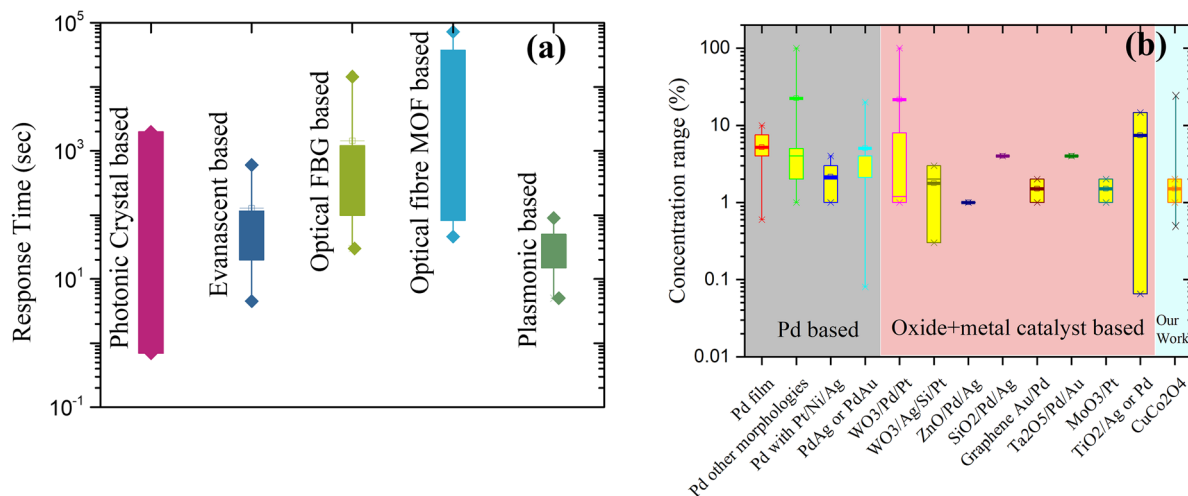 (a)
Response Time (sec)
10^5
10^3
10^1
10^-1
Photonic Crystal based
Evanascent based
Optical FBG based
Optical fibre MOF based
Plasmonic based
(b)
Concentration range (%)
100
10
1
0.1
0.01
Pd based
Oxide+metal catalyst based
Our
Work
Pd film
Pd other morphologies
Pd with Pt/Ni/Ag
PdAg or PdAu
WO3/Pd/Pt
WO3/Ag/Si/Pt
ZnO/Pd/Ag
SiO2/Pd/Ag
Graphene Au/Pd
Ta2O5/Pd/Au
MoO3/Pt
TiO2/Ag or Pd
CuCo2O4